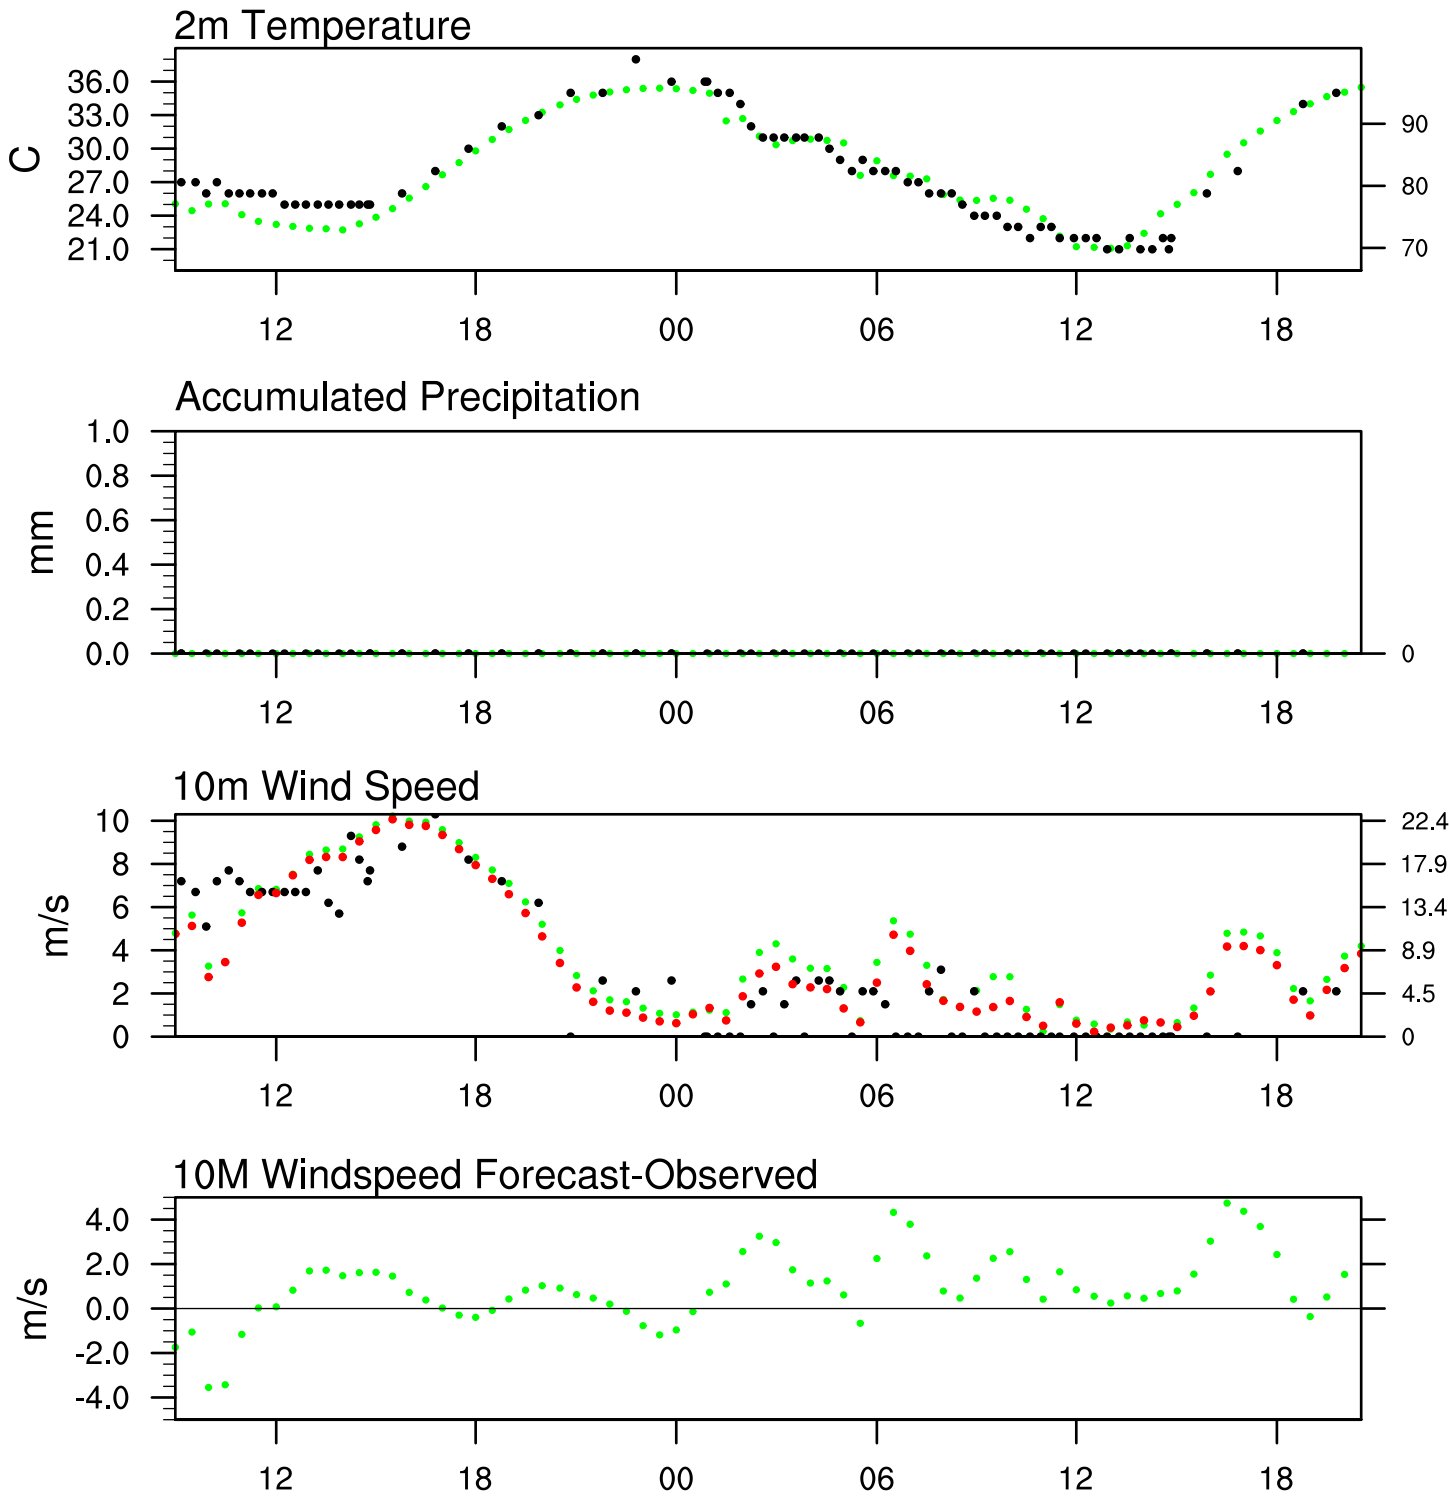 2m Temperature
C
36.0
33.0
30.0
27.0
24.0
21.0
90
80
70
12 18 00 06 12 18
Accumulated Precipitation
mm
1.0
0.8
0.6
0.4
0.2
0.0
0
12 18 00 06 12 18
10m Wind Speed
m/s
10
8
6
4
2
0
22.4
17.9
13.4
8.9
4.5
0
12 18 00 06 12 18
10M Windspeed Forecast-Observed
m/s
4.0
2.0
0.0
-2.0
-4.0
12 18 00 06 12 18